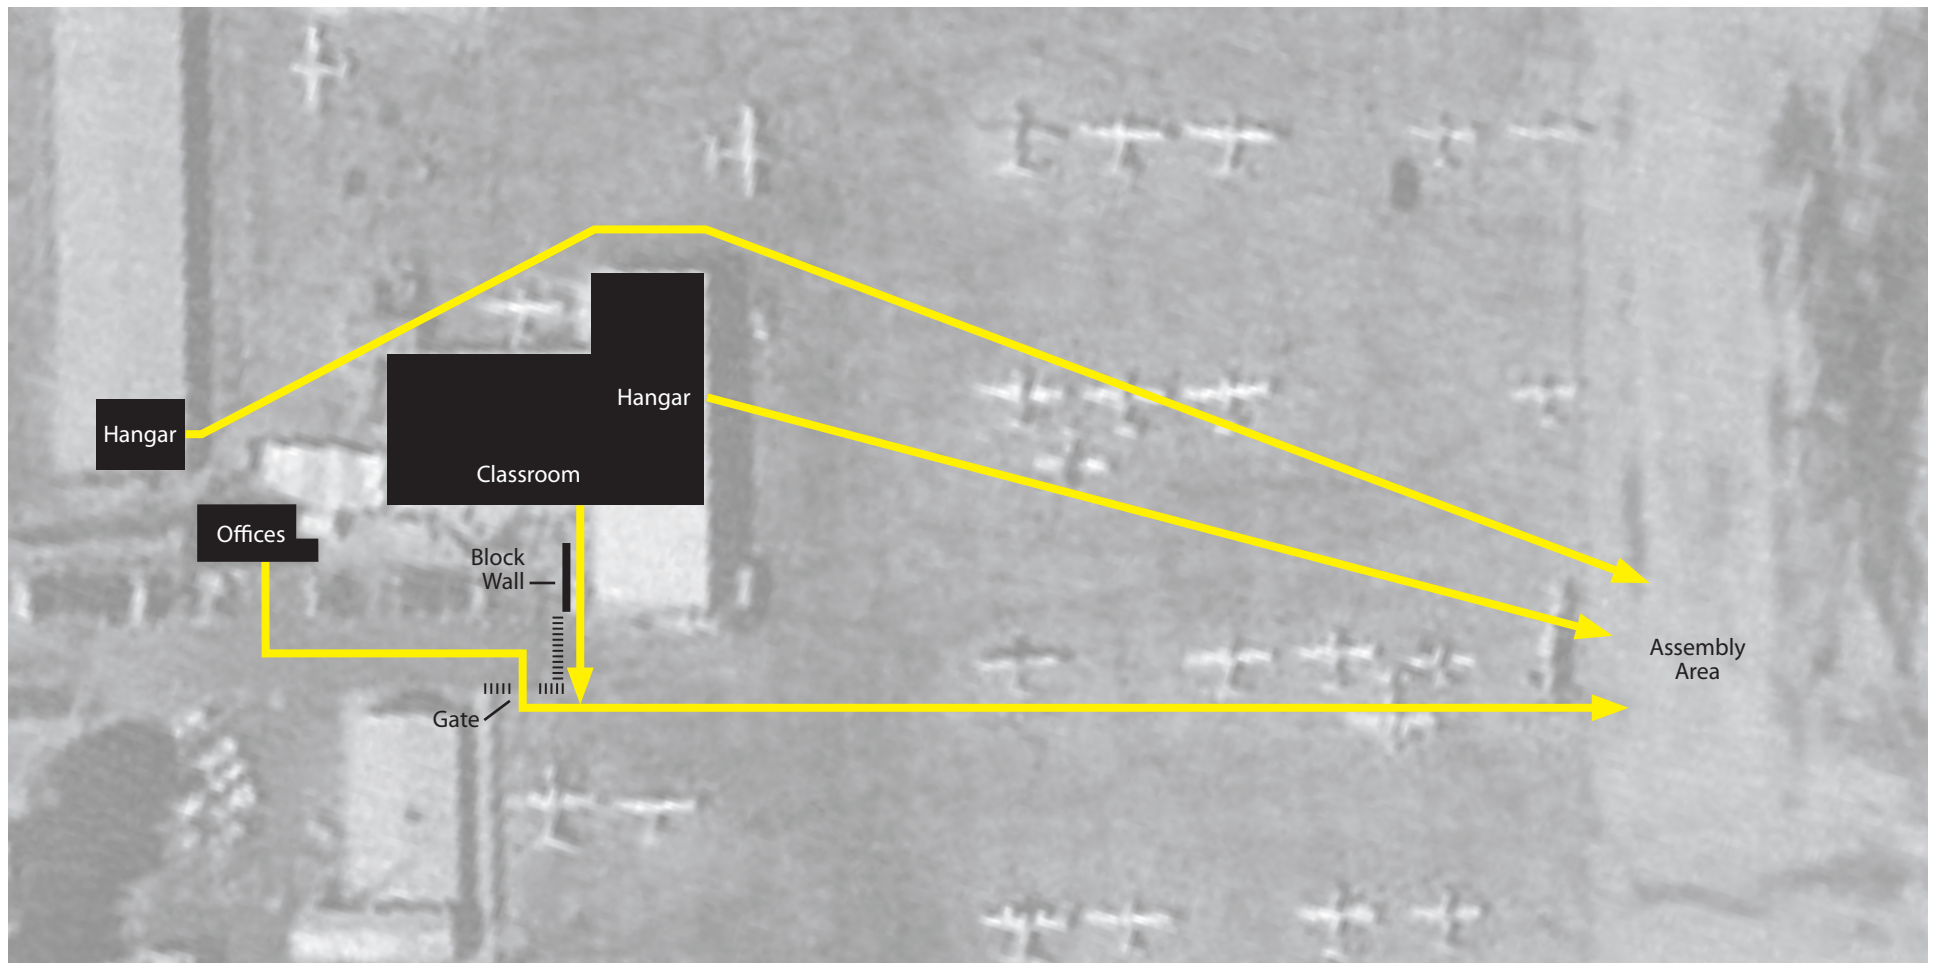 Hangar
Hangar
Classroom
Offices
Block
Wall
Gate
Assembly
Area